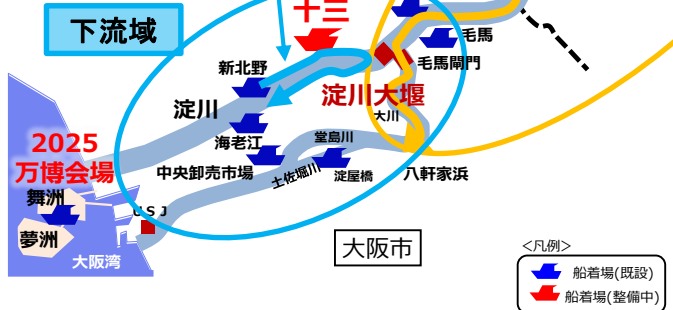 下流域
十三
毛馬
毛馬閘門
新北野
淀川
淀川大堰
大川
海老江
堂島川
2025
万博会場
中央卸売市場
土佐堀川
淀屋橋
八軒家浜
舞洲
USJ
夢洲
大阪湾
大阪市
<凡例>
船着場(既設)
船着場(整備中)